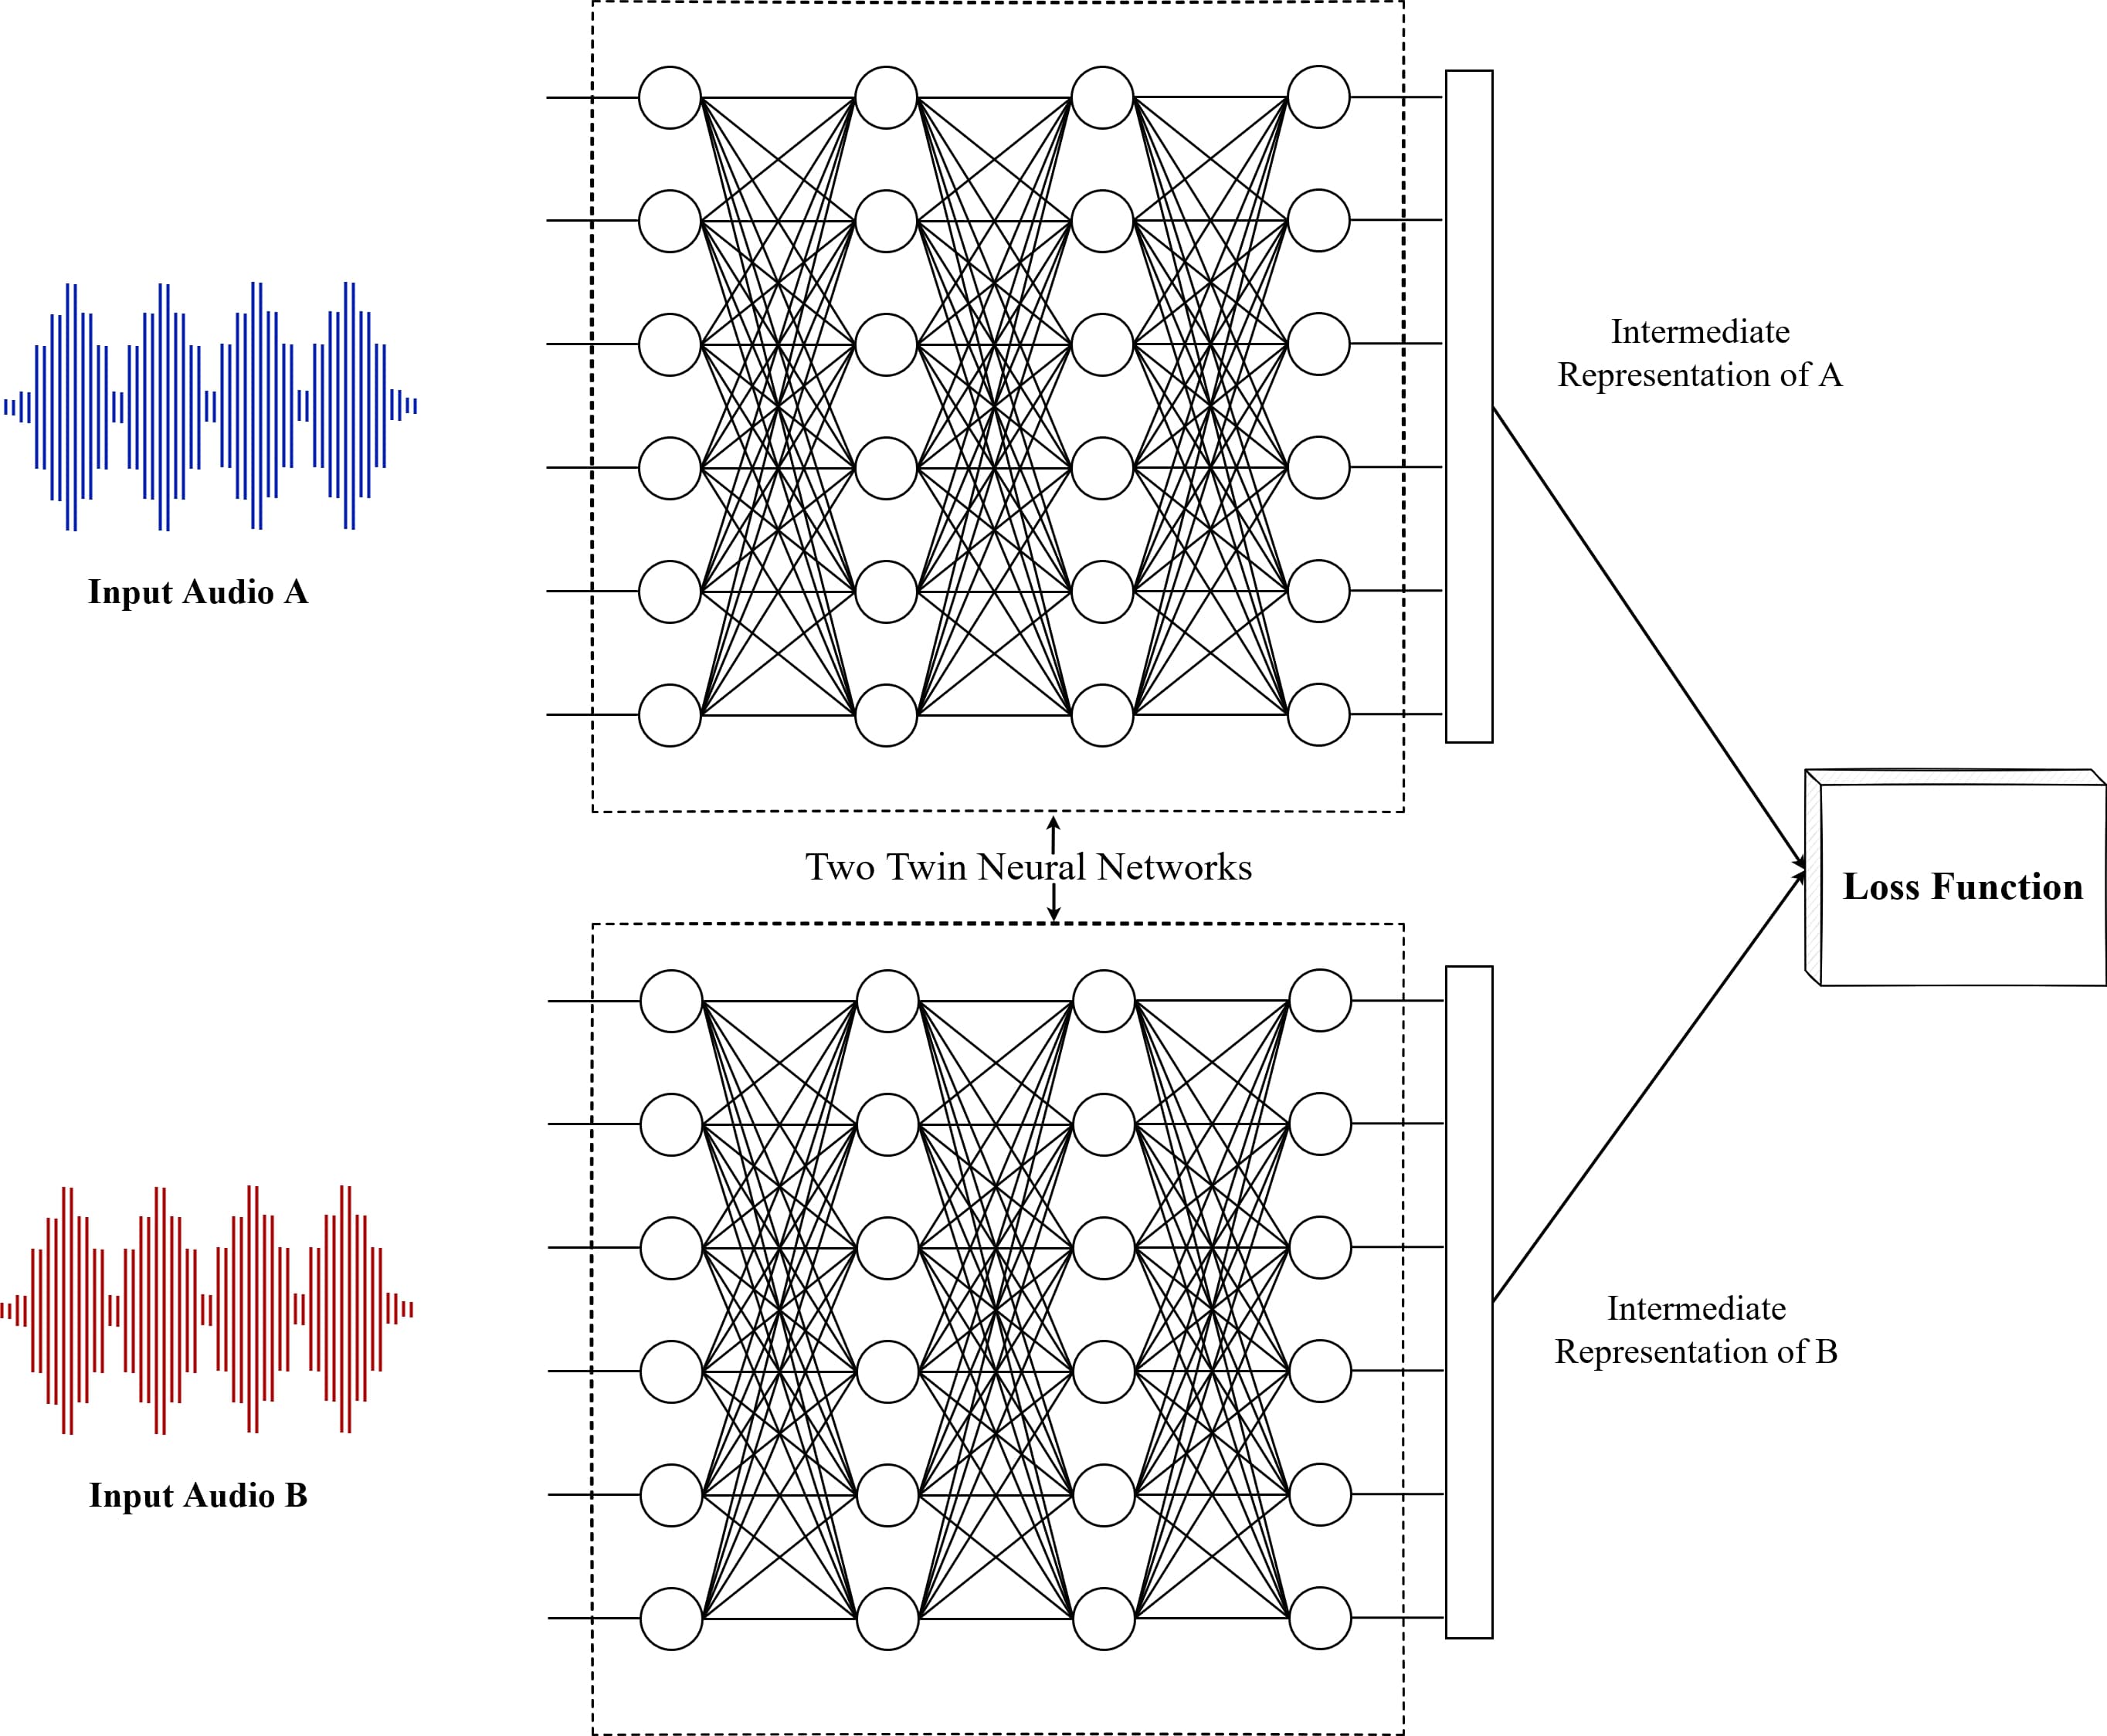 Intermediate
Representation of A
Input Audio A
Two Twin Neural Networks
Loss Function
Intermediate
Representation of B
Input Audio B